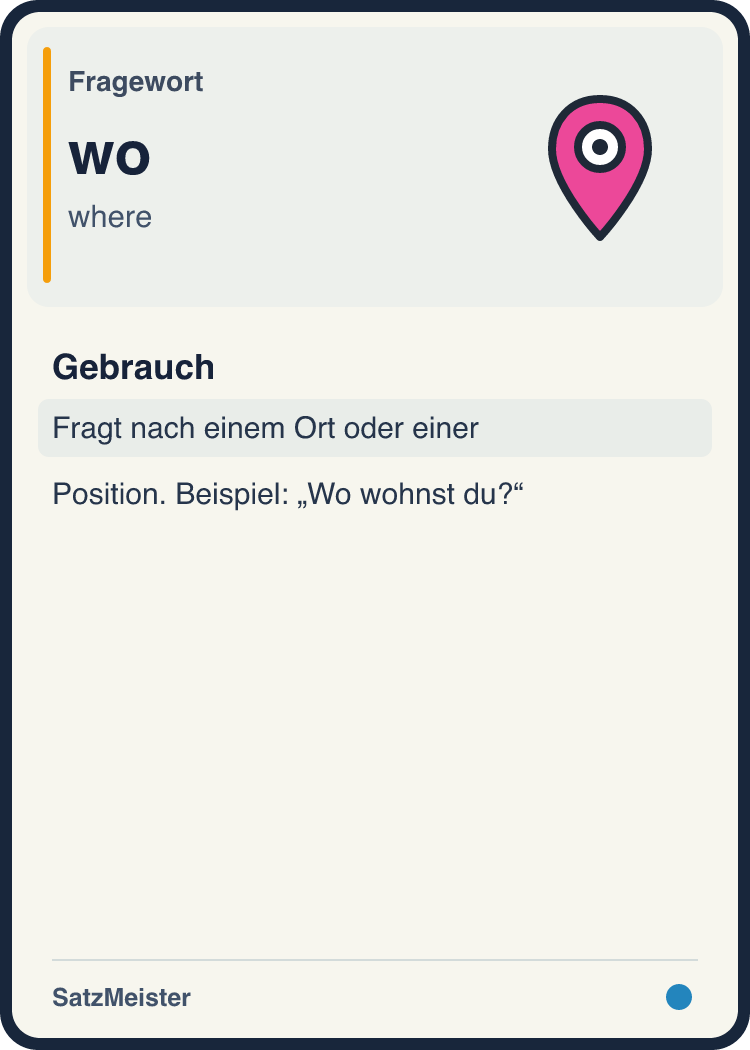 Fragewort
wo
where
Gebrauch
Fragt nach einem Ort oder einer
Position. Beispiel: „Wo wohnst du?“
SatzMeister